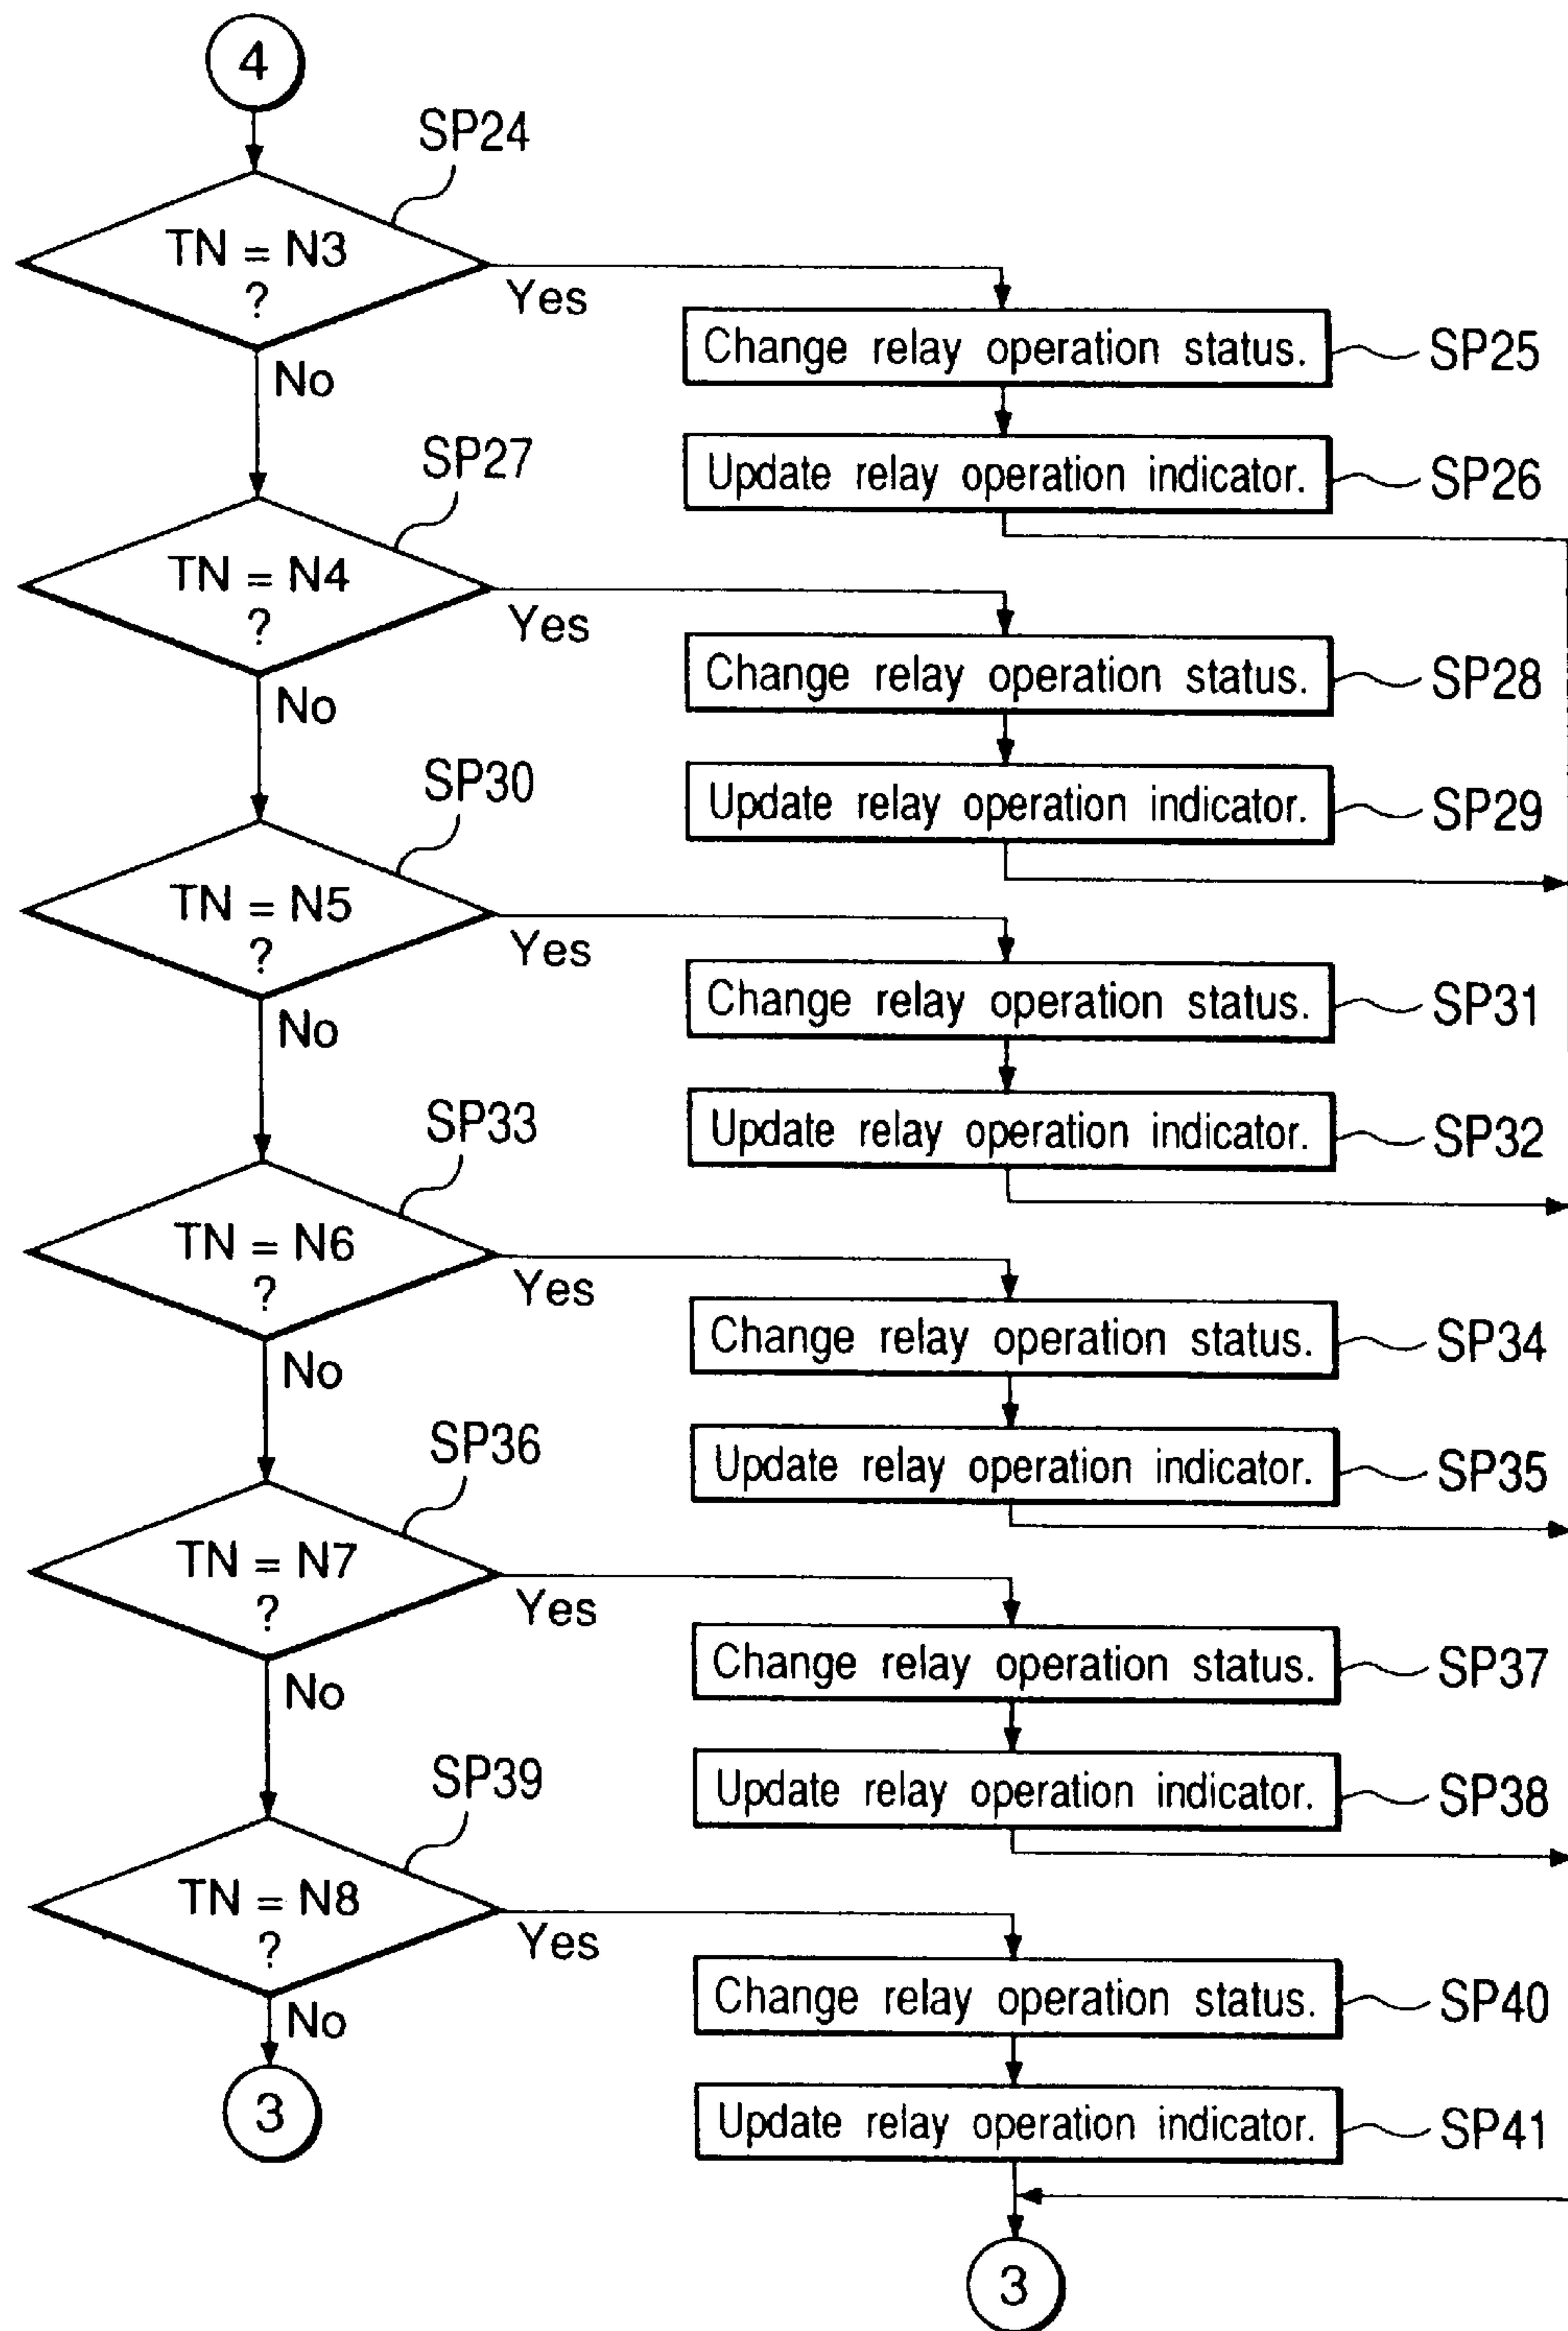 4
SP24
TN = N3
?
Yes
No
Change relay operation status.
SP25
Update relay operation indicator.
SP26
SP27
TN = N4
?
Yes
No
Change relay operation status.
SP28
Update relay operation indicator.
SP29
SP30
TN = N5
?
Yes
No
Change relay operation status.
SP31
Update relay operation indicator.
SP32
SP33
TN = N6
?
Yes
No
Change relay operation status.
SP34
Update relay operation indicator.
SP35
SP36
TN = N7
?
Yes
No
Change relay operation status.
SP37
Update relay operation indicator.
SP38
SP39
TN = N8
?
Yes
No
Change relay operation status.
SP40
3
Update relay operation indicator.
SP41
3